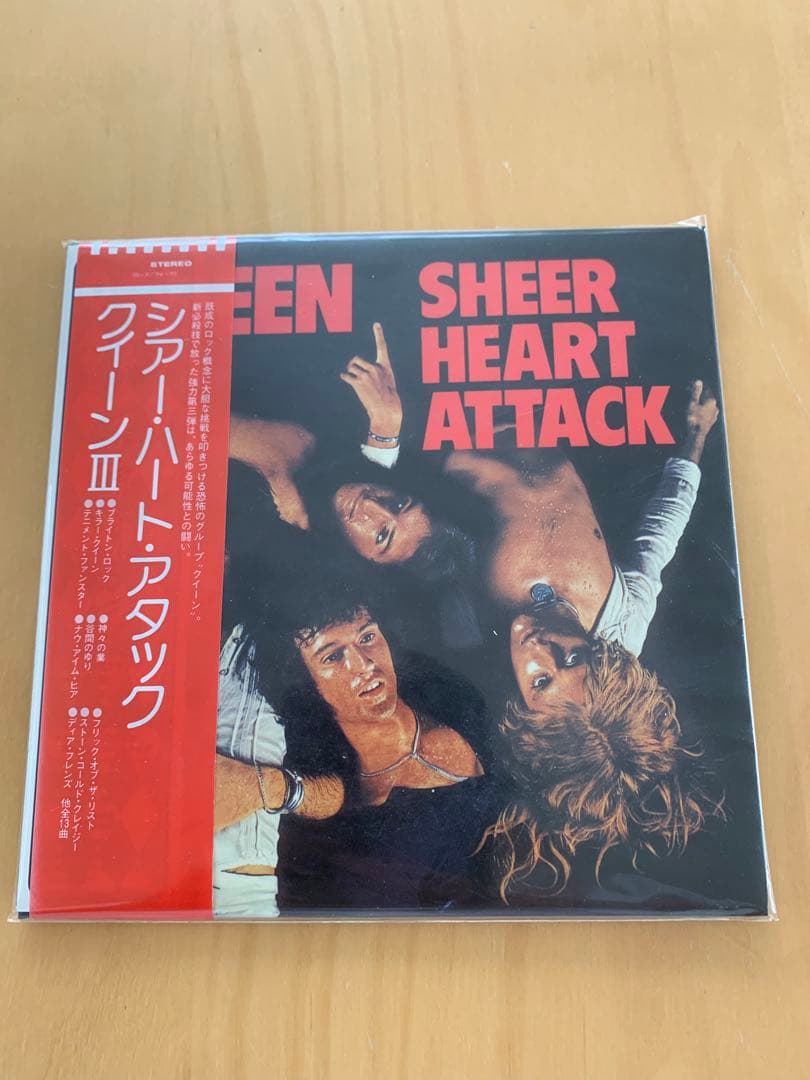 STEREO
シアー・ハート・アタック
クイーンIII
既成のロック概念に大胆な挑戦を叩きつける恐怖のグループ“クイーン”。
新必殺技で放った強力第三弾は、あらゆる可能性との闘い。
●ブライトン・ロック
●キラー・クイーン
●テニメント・ファンスター
●神々の業
●谷間のゆり
●ナウ・アイム・ヒア
●フリック・オブ・ザ・リスト
●ストーン・コールド・クレイジー
●ディア・フレンズ
他全13曲
EEN
SHEER
HEART
ATTACK